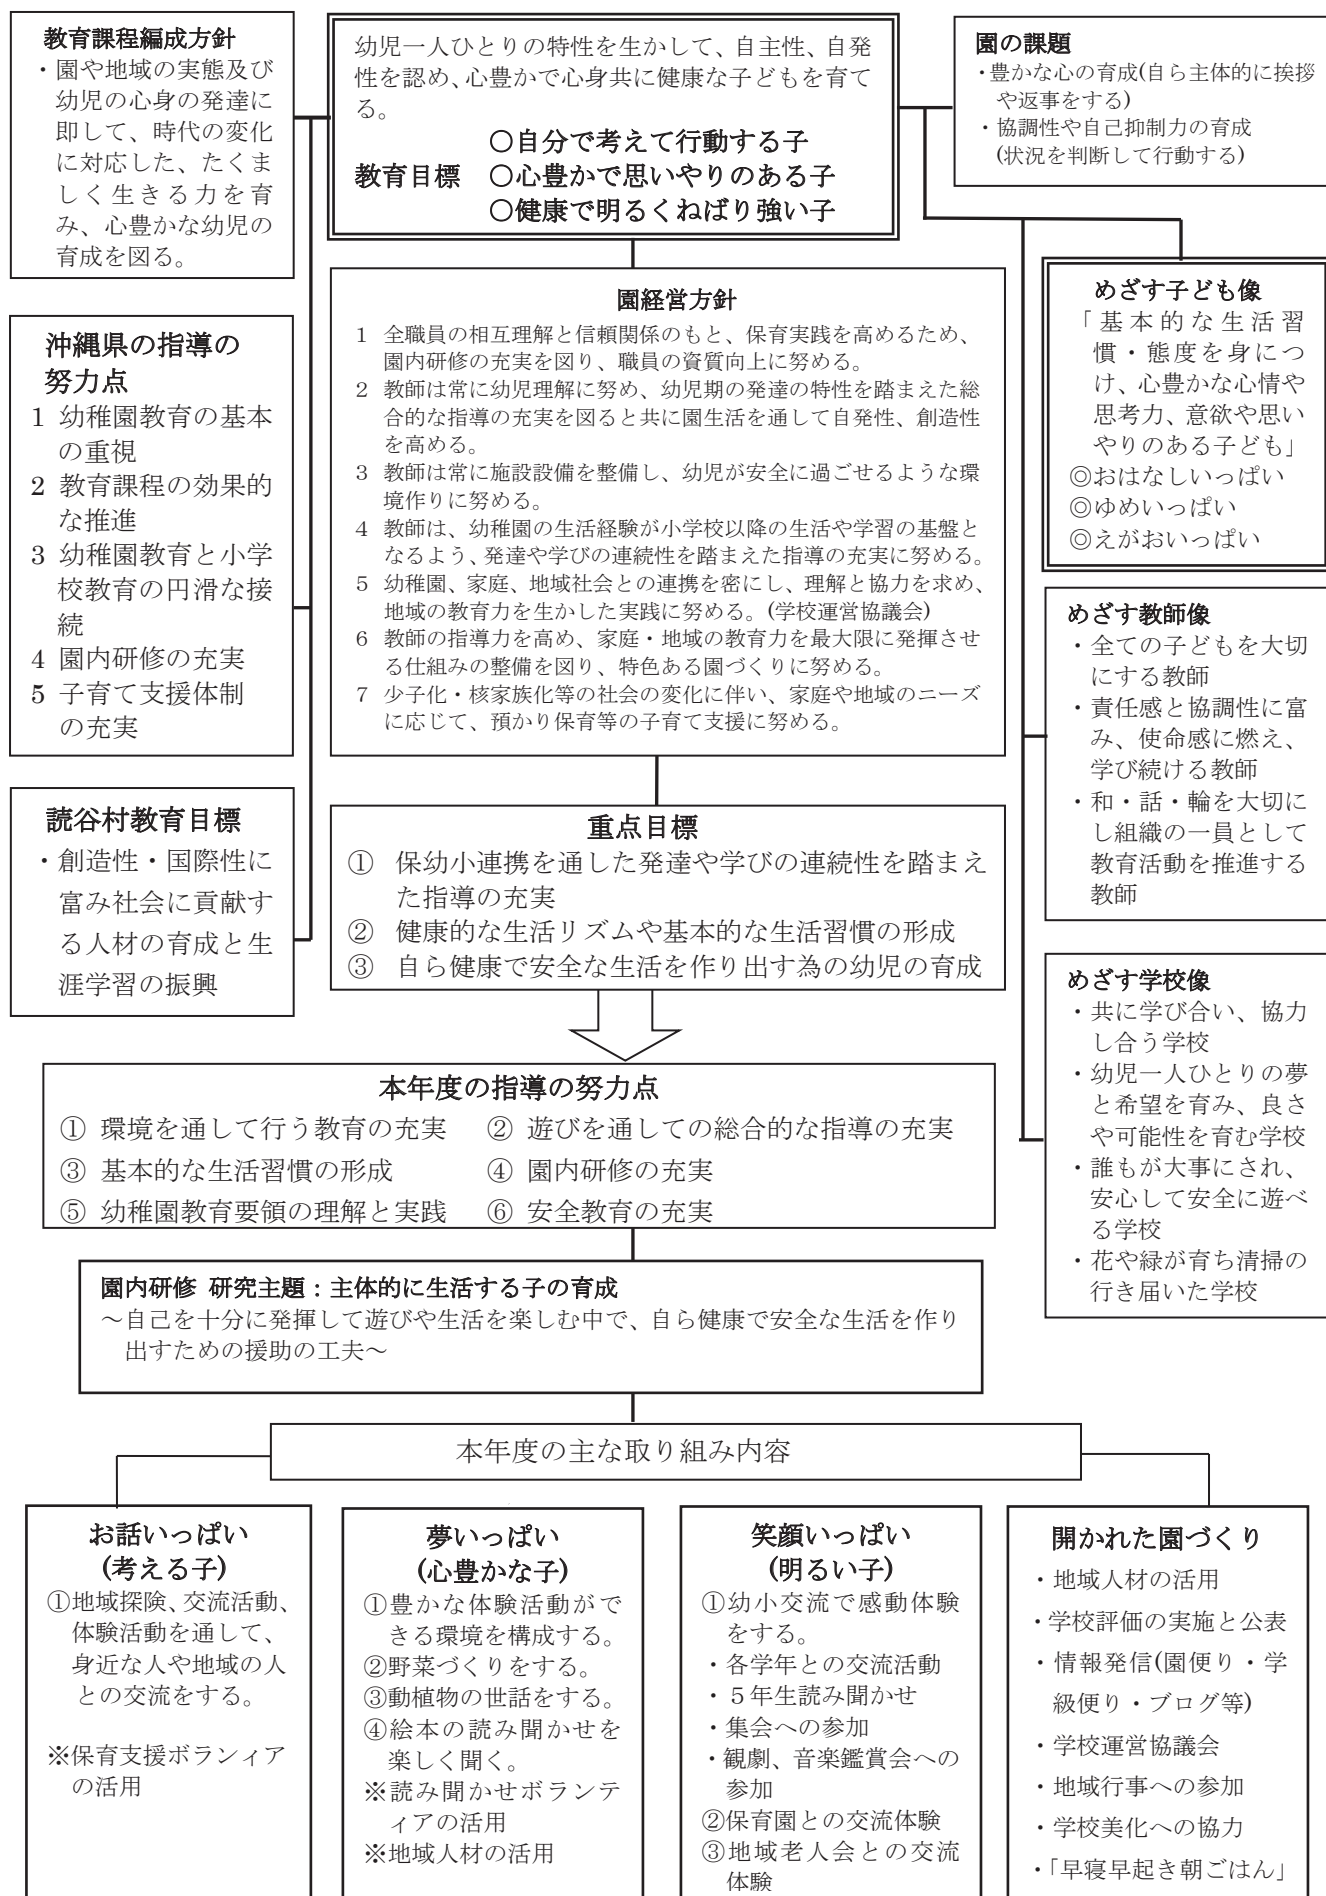 教育課程編成方針
・園や地域の実態及び
幼児の心身の発達に
即して、時代の変化
に対応した、たくま
しく生きる力を育
み、心豊かな幼児の
育成を図る。
幼児一人ひとりの特性を生かして、自主性、自発
性を認め、心豊かで心身共に健康な子どもを育て
る。
〇自分で考えて行動する子
教育目標 〇心豊かで思いやりのある子
〇健康で明るくねばり強い子
園の課題
・豊かな心の育成(自ら主体的に挨拶
や返事をする)
・協調性や自己抑制力の育成
(状況を判断して行動する)
沖縄県の指導の
努力点
1 幼稚園教育の基本
の重視
2 教育課程の効果的
な推進
3 幼稚園教育と小学
校教育の円滑な接
続
4 園内研修の充実
5 子育て支援体制
の充実
園経営方針
1 全職員の相互理解と信頼関係のもと、保育実践を高めるため、
園内研修の充実を図り、職員の資質向上に努める。
2 教師は常に幼児理解に努め、幼児期の発達の特性を踏まえた総
合的な指導の充実を図ると共に園生活を通して自発性、創造性
を高める。
3 教師は常に施設設備を整備し、幼児が安全に過ごせるような環
境作りに努める。
4 教師は、幼稚園の生活経験が小学校以降の生活や学習の基盤と
なるよう、発達や学びの連続性を踏まえた指導の充実に努める。
5 幼稚園、家庭、地域社会との連携を密にし、理解と協力を求め、
地域の教育力を生かした実践に努める。(学校運営協議会)
6 教師の指導力を高め、家庭・地域の教育力を最大限に発揮させ
る仕組みの整備を図り、特色ある園づくりに努める。
7 少子化・核家族化等の社会の変化に伴い、家庭や地域のニーズ
に応じて、預かり保育等の子育て支援に努める。
めざす子ども像
「基本的な生活習
慣・態度を身につ
け、心豊かな心情や
思考力、意欲や思い
やりのある子ども」
◎おはなしいっぱい
◎ゆめいっぱい
◎えがおいっぱい
めざす教師像
・全ての子どもを大切
にする教師
・責任感と協調性に富
み、使命感に燃え、
学び続ける教師
・和・話・輪を大切に
し組織の一員として
教育活動を推進する
教師
読谷村教育目標
・創造性・国際性に
富み社会に貢献す
る人材の育成と生
涯学習の振興
重点目標
① 保幼小連携を通した発達や学びの連続性を踏まえ
た指導の充実
② 健康的な生活リズムや基本的な生活習慣の形成
③ 自ら健康で安全な生活を作り出す為の幼児の育成
めざす学校像
・共に学び合い、協力
し合う学校
・幼児一人ひとりの夢
と希望を育み、良さ
や可能性を育む学校
・誰もが大事にされ、
安心して安全に遊べ
る学校
・花や緑が育ち清掃の
行き届いた学校
本年度の指導の努力点
① 環境を通して行う教育の充実 ② 遊びを通しての総合的な指導の充実
③ 基本的な生活習慣の形成 ④ 園内研修の充実
⑤ 幼稚園教育要領の理解と実践 ⑥ 安全教育の充実
園内研修 研究主題：主体的に生活する子の育成
～自己を十分に発揮して遊びや生活を楽しむ中で、自ら健康で安全な生活を作り
出すための援助の工夫～
本年度の主な取り組み内容
お話いっぱい
(考える子)
①地域探険、交流活動、
体験活動を通して、
身近な人や地域の人
との交流をする。
※保育支援ボランィア
の活用
夢いっぱい
(心豊かな子)
①豊かな体験活動がで
きる環境を構成する。
②野菜づくりをする。
③動植物の世話をする。
④絵本の読み聞かせを
楽しく聞く。
※読み聞かせボランテ
ィアの活用
※地域人材の活用
笑顔いっぱい
(明るい子)
①幼小交流で感動体験
をする。
・各学年との交流活動
・５年生読み聞かせ
・集会への参加
・観劇、音楽鑑賞会への
参加
②保育園との交流体験
③地域老人会との交流
体験
開かれた園づくり
・地域人材の活用
・学校評価の実施と公表
・情報発信(園便り・学
級便り・ブログ等)
・学校運営協議会
・地域行事への参加
・学校美化への協力
・「早寝早起き朝ごはん」